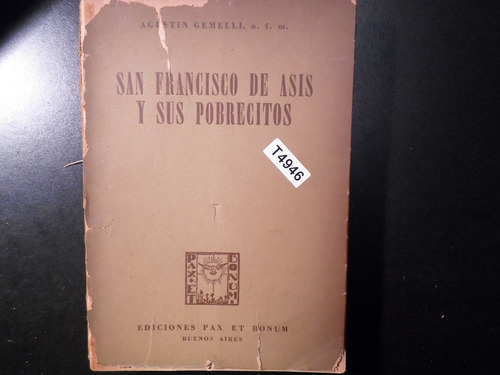 AGUSTIN GEMELLI, o. f. m.
SAN FRANCISCO DE ASIS
Y SUS POBRECITOS
T4946
PAX ET
BONUM
EDICIONES PAX ET BONUM
BUENOS AIRES